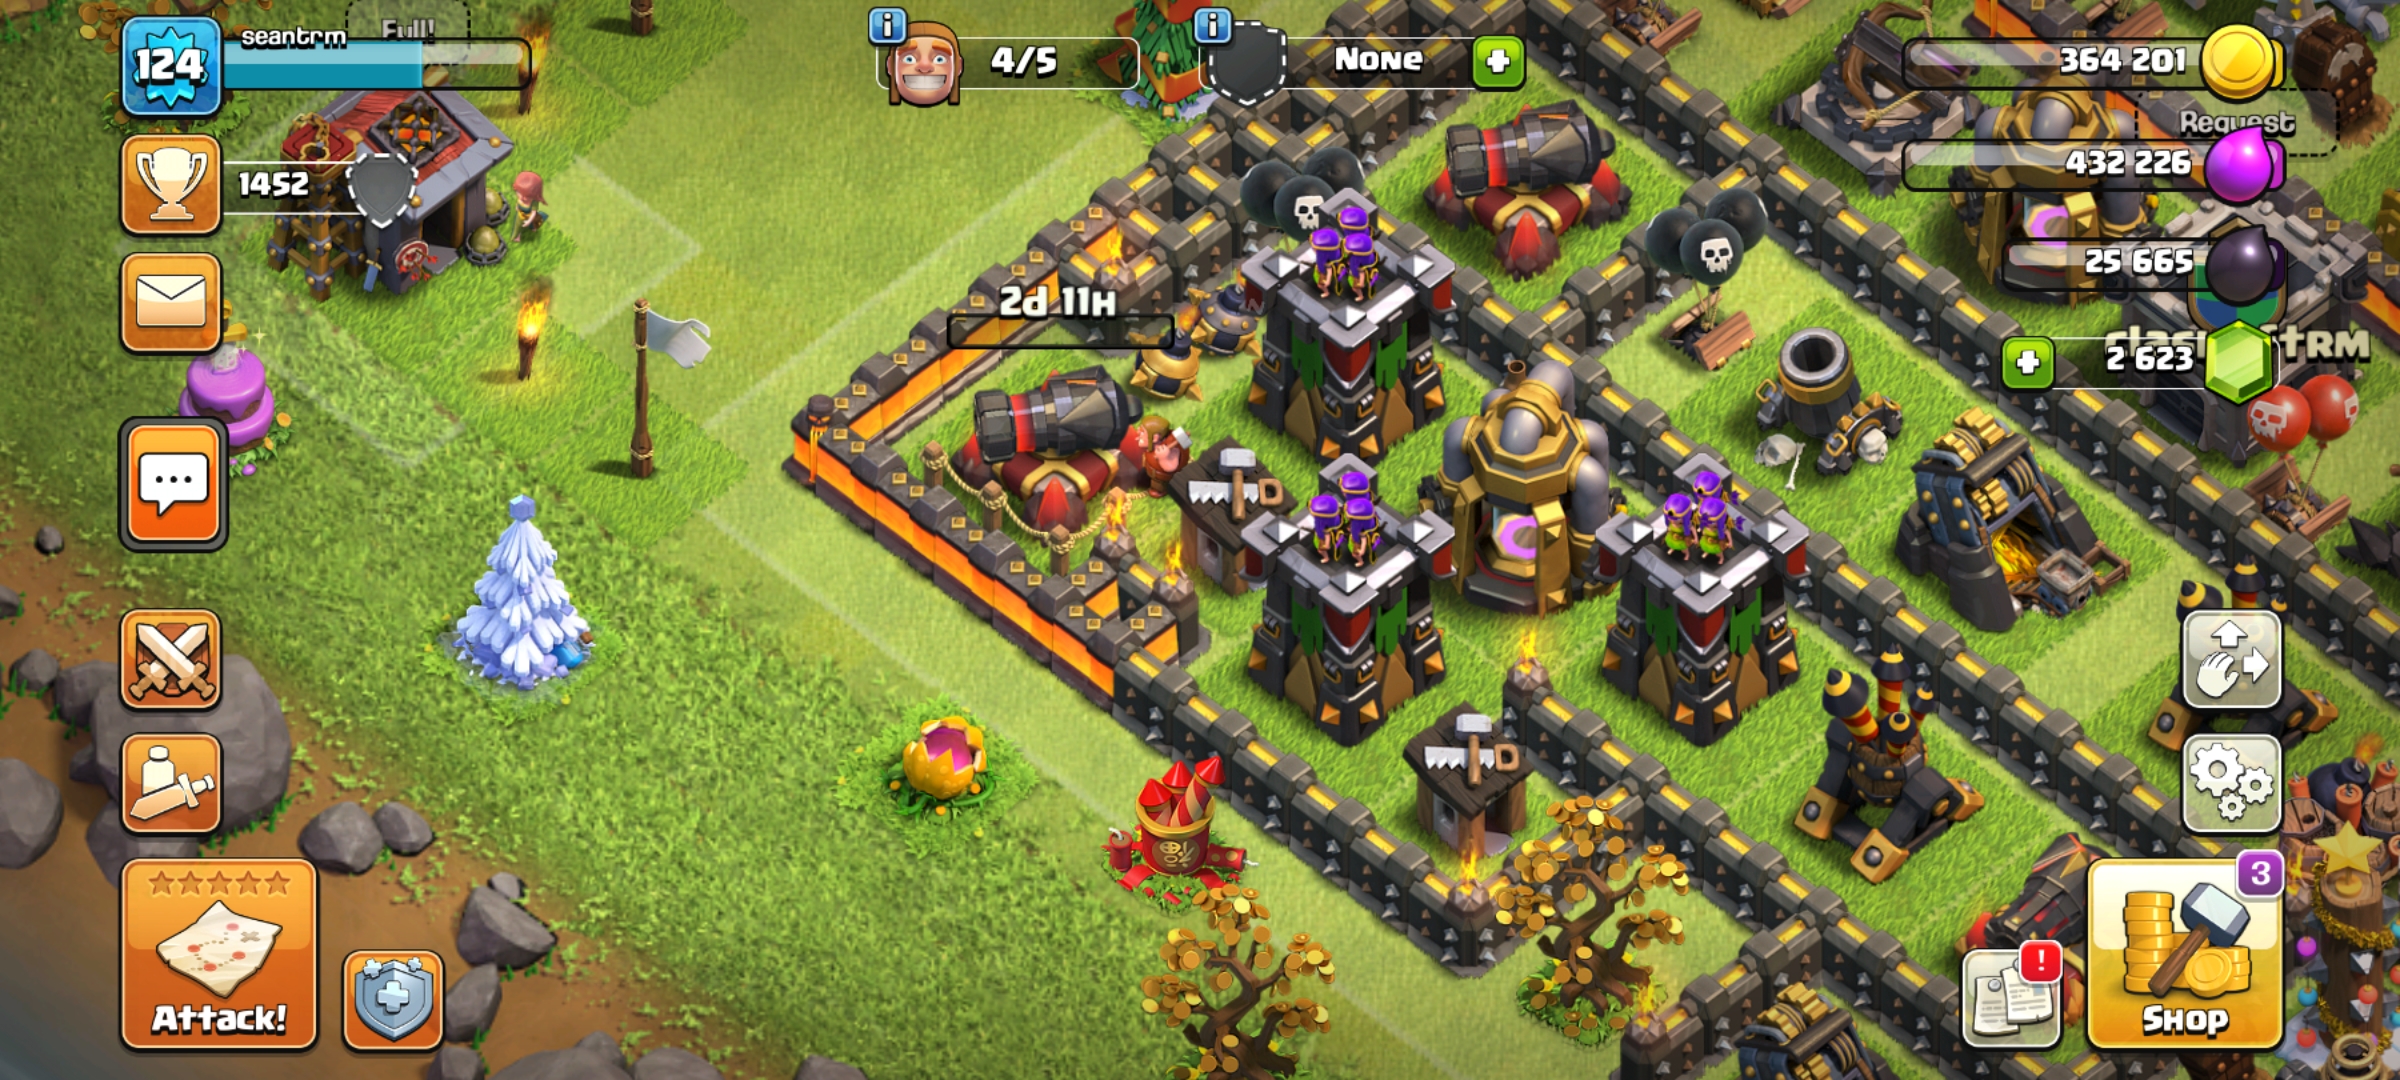 124
seantrm
Full!
4/5
None
364 201
Request
1452
432 226
25 665
2d 11h
2 623
3
Attack!
Shop